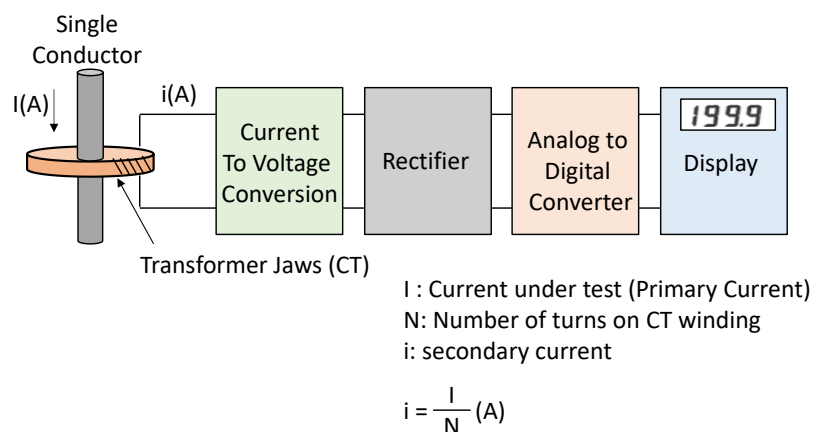 Single
Conductor
I(A)
i(A)
Current
To Voltage
Conversion
Rectifier
Analog to
Digital
Converter
199.9
Display
Transformer Jaws (CT)
I : Current under test (Primary Current)
N: Number of turns on CT winding
i: secondary current
i = I/N (A)